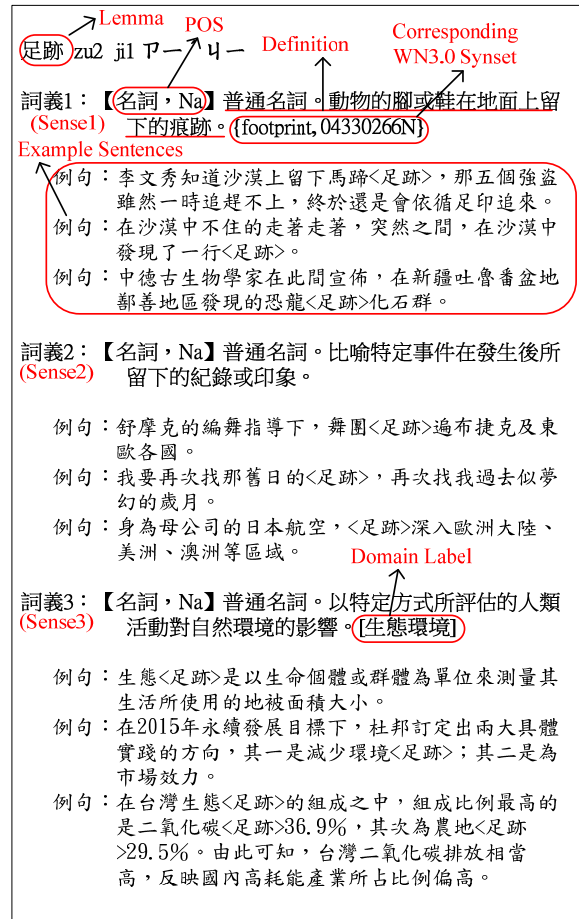 Lemma
POS
足跡 zu2 ji1 ㄗㄨˊ ㄐㄧ
Definition
Corresponding
WN3.0 Synset
詞義1：【名詞，Na】普通名詞。動物的腳或鞋在地面上留
(Sense1)
下的痕跡。{footprint,04330266N}
Example Sentences
例句：李文秀知道沙漠上留下馬蹄<足跡>，那五個強盜
雖然一時追趕不上，終於還是會依循足印追來。
例句：在沙漠中不住的走著走著，突然之間，在沙漠中
發現了一行<足跡>。
例句：中德古生物學家在此間宣佈，在新疆吐魯番盆地
鄯善地區發現的恐龍<足跡>化石群。
詞義2：【名詞，Na】普通名詞。比喻特定事件在發生後所
(Sense2)
留下的紀錄或印象。
例句：舒摩克的編舞指導下，舞團<足跡>遍布捷克及東
歐各國。
例句：我要再次找那舊日的<足跡>，再次找我過去似夢
幻的歲月。
例句：身為母公司的日本航空，<足跡>深入歐洲大陸、
美洲、澳洲等區域。
Domain Label
詞義3：【名詞，Na】普通名詞。以特定方式所評估的人類
(Sense3)
活動對自然環境的影響。[生態環境]
例句：生態<足跡>是以生命個體或群體為單位來測量其
生活所使用的地被面積大小。
例句：在2015年永續發展目標下，杜邦訂定出兩大具體
實踐的方向，其一是減少環境<足跡>；其二是為
市場效力。
例句：在台灣生態<足跡>的組成之中，組成比例最高的
是二氧化碳<足跡>36.9%，其次為農地<足跡
>29.5%。由此可知，台灣二氧化碳排放相當
高，反映國內高耗能產業所占比例偏高。